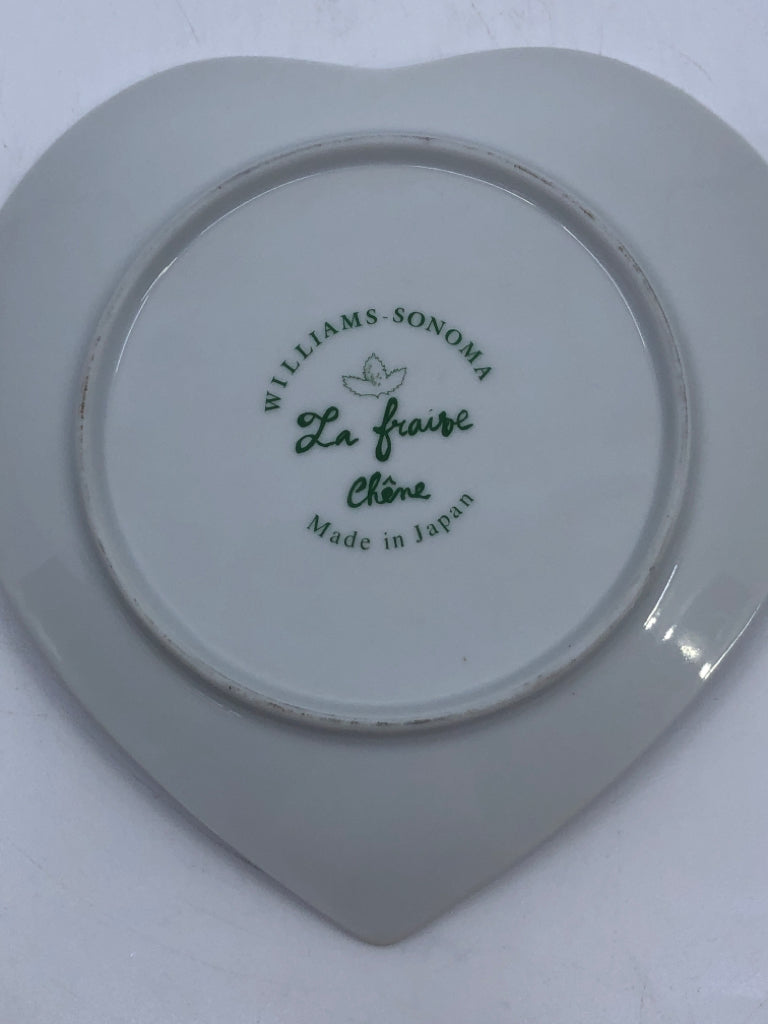 WILLIAMS-SONOMA
La fraise
Chêne
Made in Japan